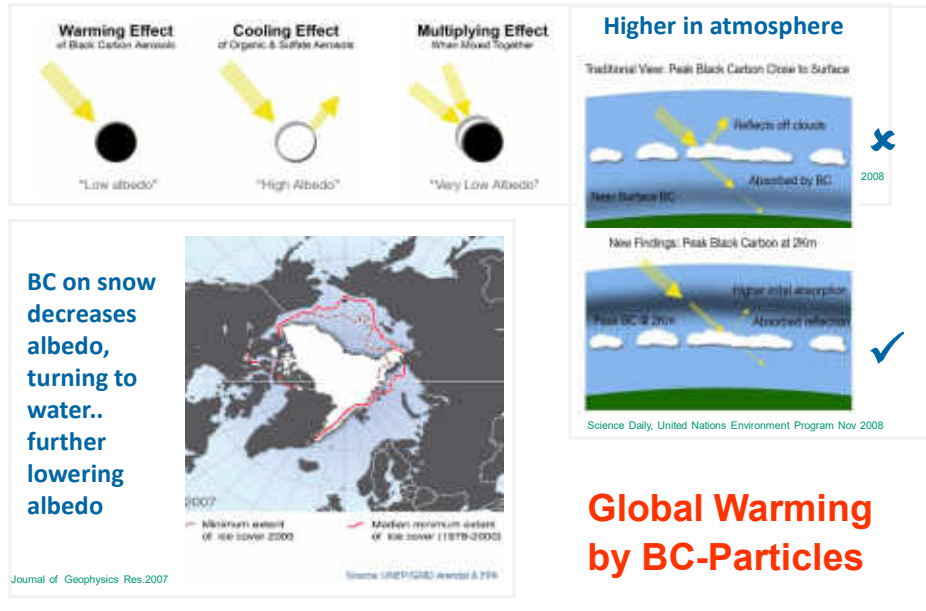 Warming Effect
of Black Carbon Aerosols
"Low albedo"
Cooling Effect
of Organic & Sulfate Aerosols
"High Albedo"
Multiplying Effect
When Mixed Together
"Very Low Albedo"
Higher in atmosphere
Traditional View: Peak Black Carbon Close to Surface
Reflects off clouds
Absorbed by BC
Near Surface BC
2008
New Findings: Peak Black Carbon at 2Km
Higher initial absorption
Peak BC @ 2Km
Absorbed reflection
Science Daily, United Nations Environment Program Nov 2008
BC on snow
decreases
albedo,
turning to
water..
further
lowering
albedo
2007
Minimum extent
of ice cover 2005
Median minimum extent
of ice cover (1979-2000)
Source: UNEP/GRID Arendal &
Journal of Geophysics Res.2007
Global Warming
by BC-Particles